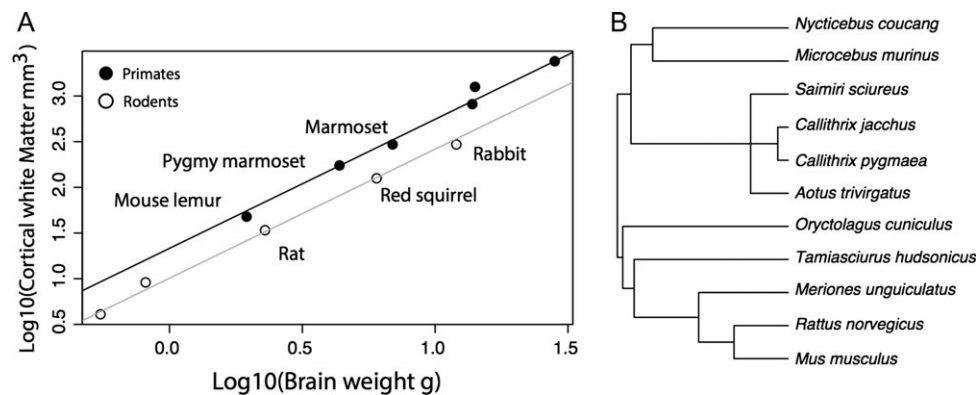 A
Log10(Cortical white Matter mm³)
3.0
2.5
2.0
1.5
1.0
0.5
Primates
Rodents
Marmoset
Pygmy marmoset
Rabbit
Mouse lemur
Red squirrel
Rat
0.0 0.5 1.0 1.5
Log10(Brain weight g)
B
Nycticebus coucang
Microcebus murinus
Saimiri sciureus
Callithrix jacchus
Callithrix pygmaea
Aotus trivirgatus
Oryctolagus cuniculus
Tamiasciurus hudsonicus
Meriones unguiculatus
Rattus norvegicus
Mus musculus